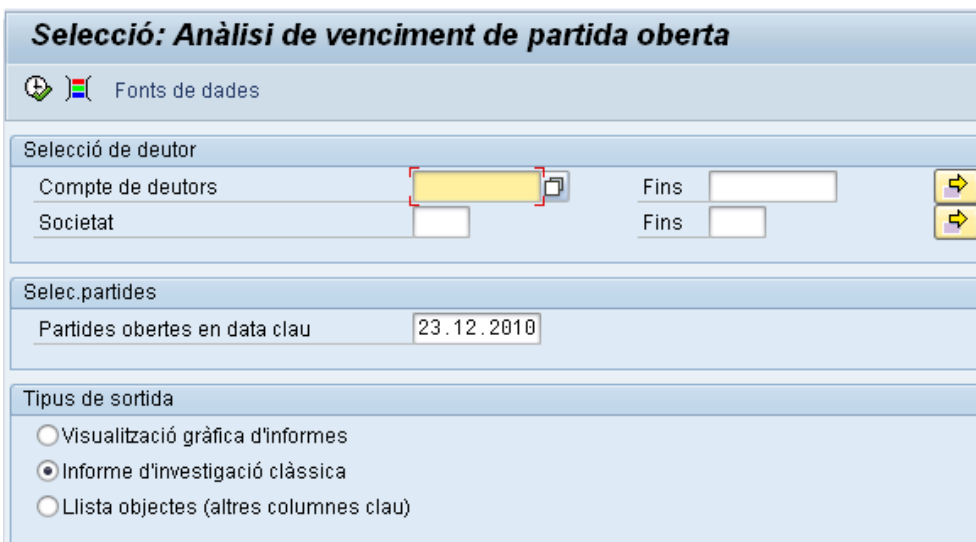 Selecció: Anàlisi de venciment de partida oberta
Fonts de dades
Selecció de deutor
Compte de deutors Fins
Societat Fins
Selec.partides
Partides obertes en data clau 23.12.2010
Tipus de sortida
Visualització gràfica d'informes
Informe d'investigació clàssica
Llista objectes (altres columnes clau)